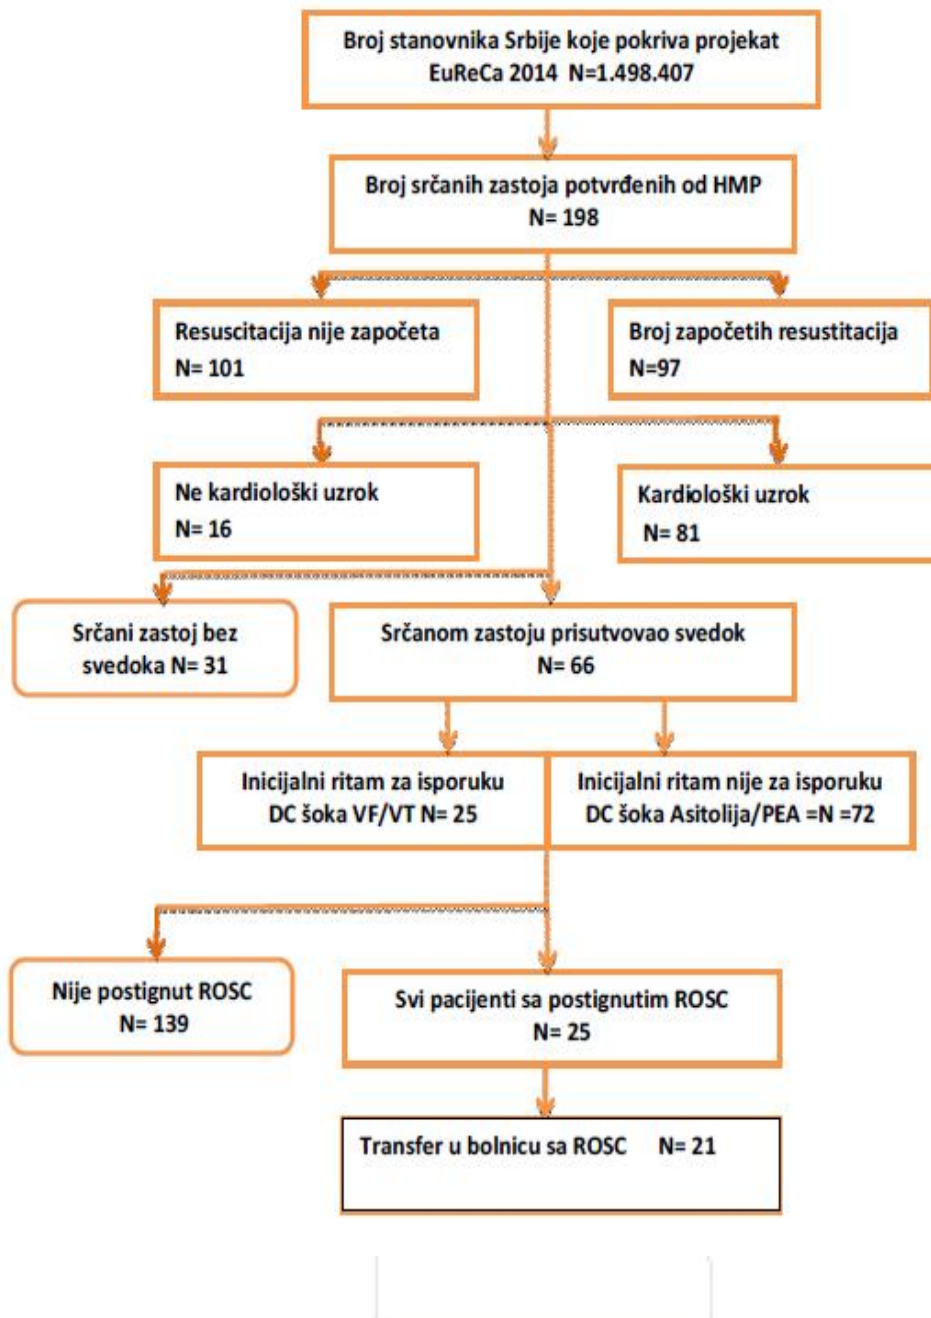 Broj stanovnika Srbije koje pokriva projekat
EuReCa 2014 N=1.498.407
Broj srčanih zastoja potvrđenih od HMP
N= 198
Resuscitacija nije započeta
N= 101
Broj započetih resustitacija
N=97
Ne kardiološki uzrok
N= 16
Kardiološki uzrok
N= 81
Srčani zastoj bez
svedoka N= 31
Srčanom zastoju prisutvovao svedok
N= 66
Inicijalni ritam za isporuku
DC šoka VF/VT N= 25
Inicijalni ritam nije za isporuku
DC šoka Asitolija/PEA =N =72
Nije postignut ROSC
N= 139
Svi pacijenti sa postignutim ROSC
N= 25
Transfer u bolnicu sa ROSC N= 21